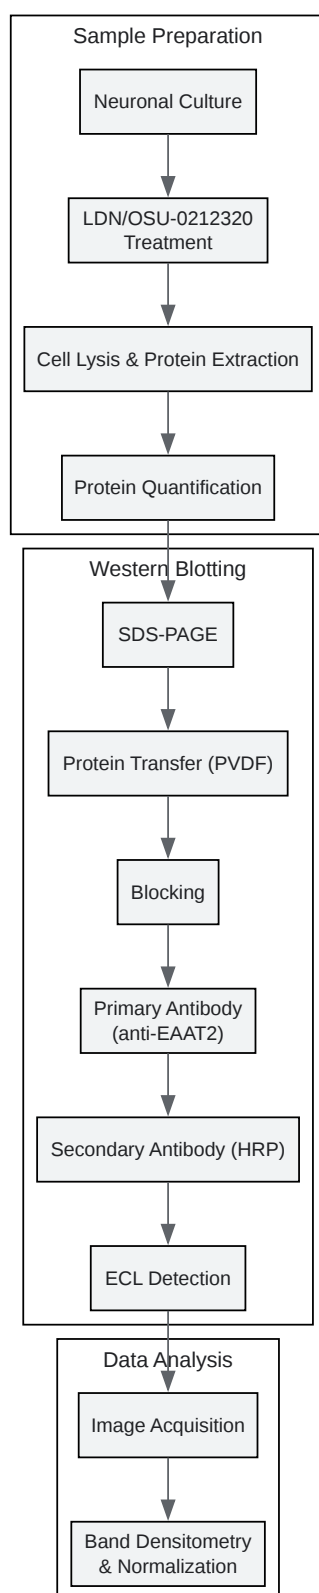 Sample Preparation
Neuronal Culture
LDN/OSU-0212320
Treatment
Cell Lysis & Protein Extraction
Protein Quantification
Western Blotting
SDS-PAGE
Protein Transfer (PVDF)
Blocking
Primary Antibody
(anti-EAAT2)
Secondary Antibody (HRP)
ECL Detection
Data Analysis
Image Acquisition
Band Densitometry
& Normalization